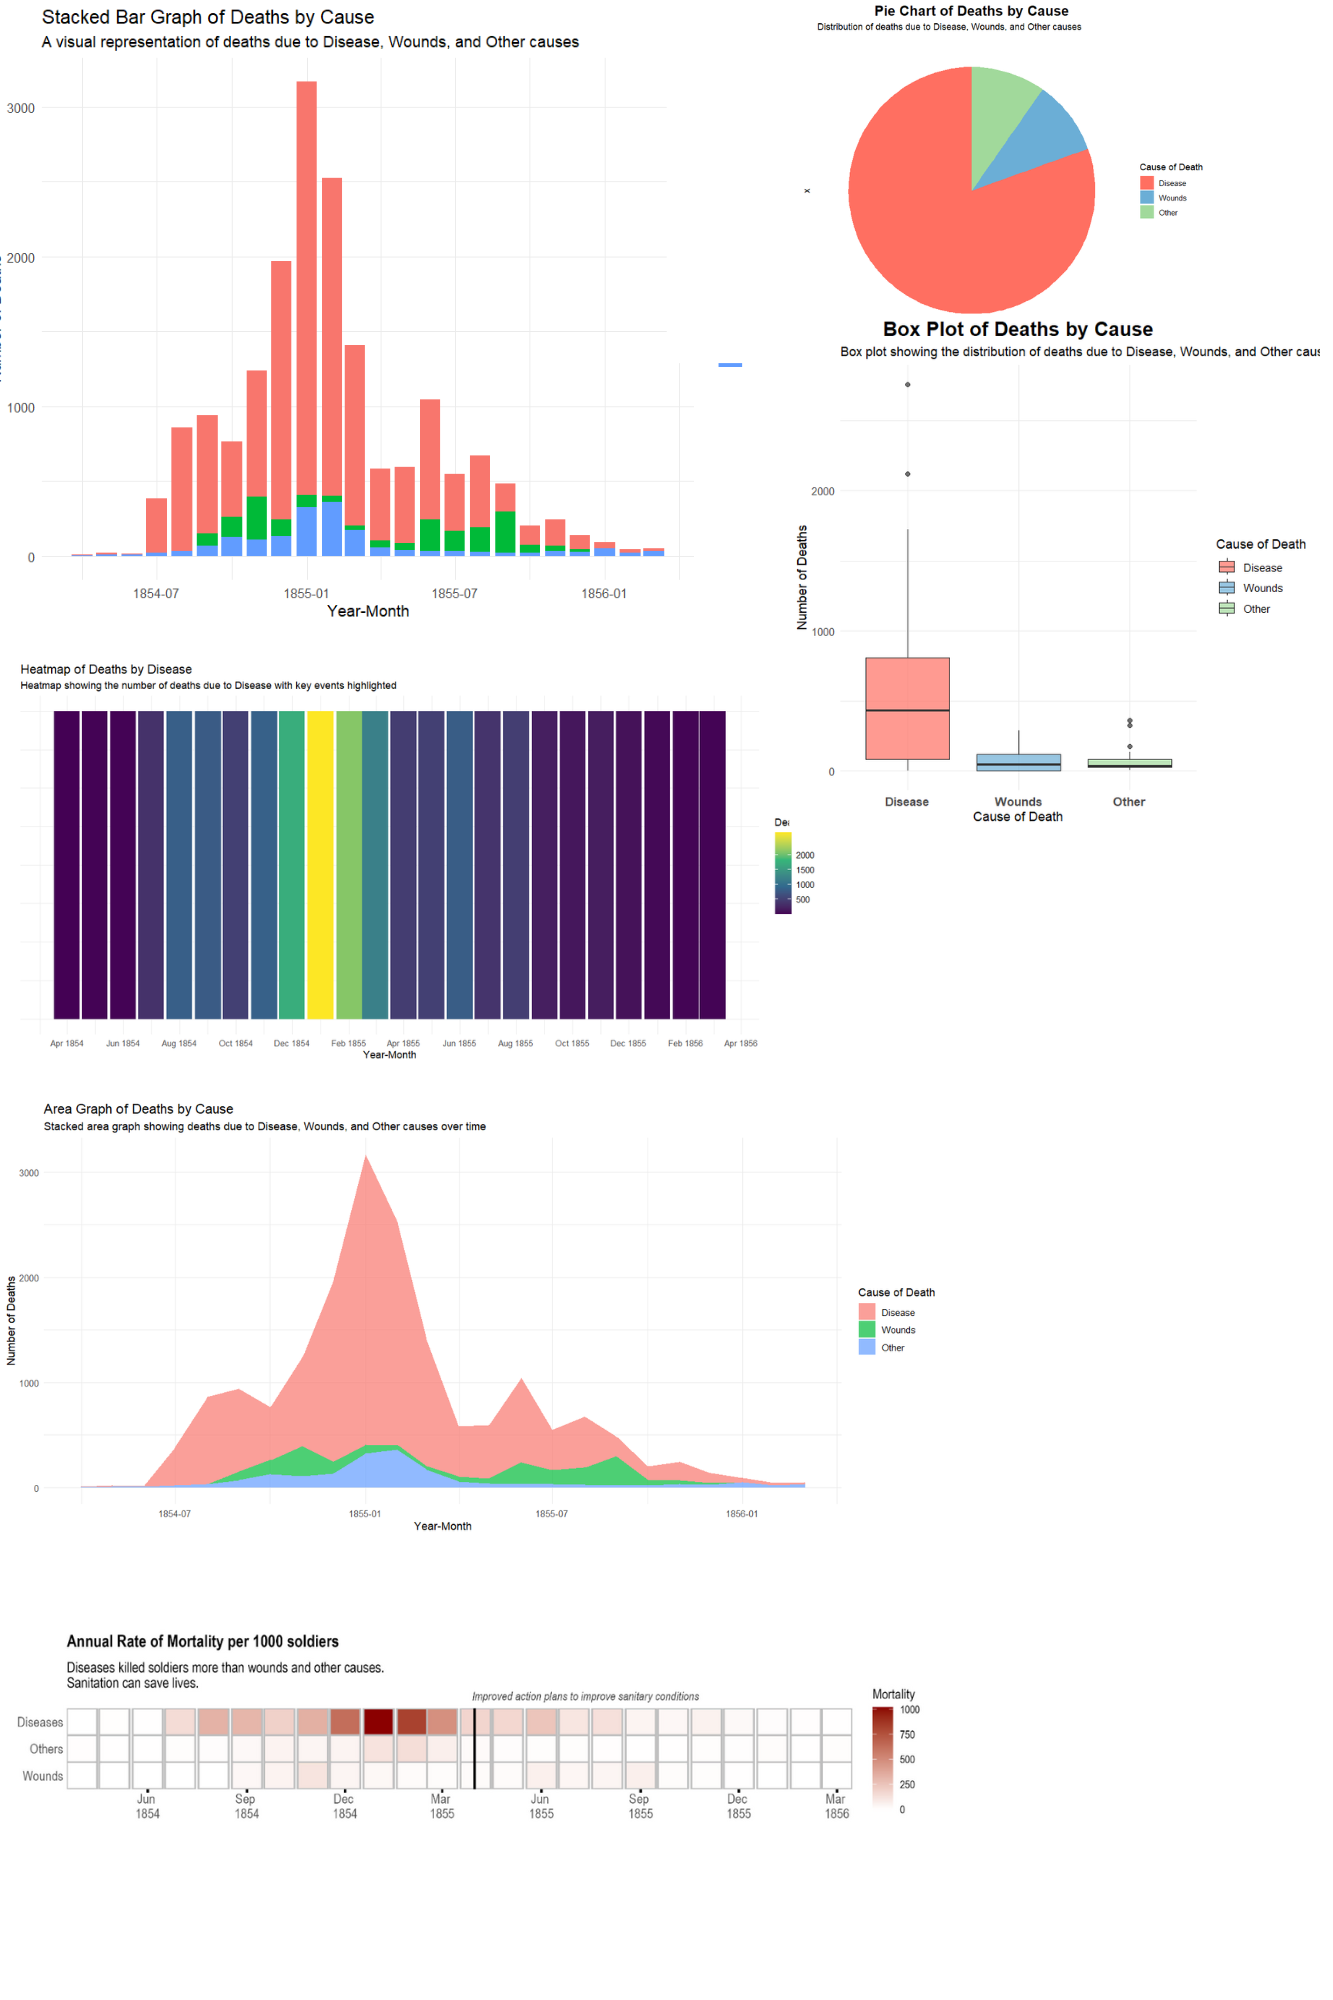 Stacked Bar Graph of Deaths by Cause
A visual representation of deaths due to Disease, Wounds, and Other causes
3000
2000
1000
0
1854-07 1855-01 1855-07 1856-01
Year-Month
Pie Chart of Deaths by Cause
Distribution of deaths due to Disease, Wounds, and Other causes
x
Cause of Death
Disease
Wounds
Other
Box Plot of Deaths by Cause
Box plot showing the distribution of deaths due to Disease, Wounds, and Other caus
Number of Deaths
2000
1000
0
Disease Wounds Other
Cause of Death
Cause of Death
Disease
Wounds
Other
Heatmap of Deaths by Disease
Heatmap showing the number of deaths due to Disease with key events highlighted
Apr 1854 Jun 1854 Aug 1854 Oct 1854 Dec 1854 Feb 1855 Apr 1855 Jun 1855 Aug 1855 Oct 1855 Dec 1855 Feb 1856 Apr 1856
Year-Month
2000
1500
1000
500
Area Graph of Deaths by Cause
Stacked area graph showing deaths due to Disease, Wounds, and Other causes over time
Number of Deaths
3000
2000
1000
0
1854-07 1855-01 1855-07 1856-01
Year-Month
Cause of Death
Disease
Wounds
Other
Annual Rate of Mortality per 1000 soldiers
Diseases killed soldiers more than wounds and other causes.
Sanitation can save lives.
Improved action plans to improve sanitary conditions
Diseases
Others
Wounds
Jun Sep Dec Mar Jun Sep Dec Mar
1854 1854 1854 1855 1855 1855 1855 1856
Mortality
1000
750
500
250
0